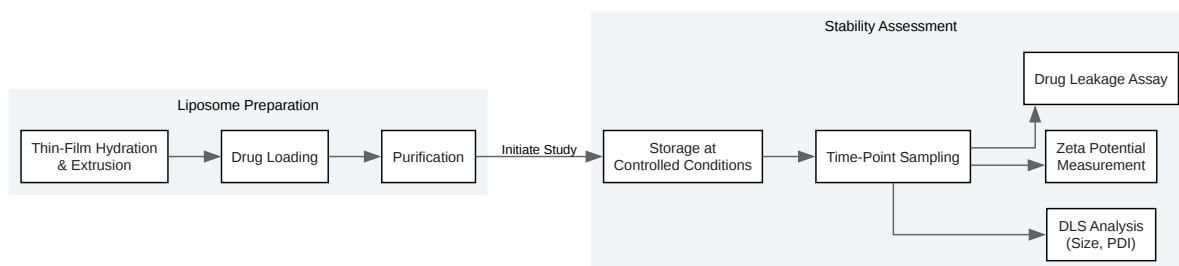 Stability Assessment
Drug Leakage Assay
Liposome Preparation
Thin-Film Hydration
& Extrusion
Drug Loading
Purification
Initiate Study
Storage at
Controlled Conditions
Time-Point Sampling
Zeta Potential
Measurement
DLS Analysis
(Size, PDI)